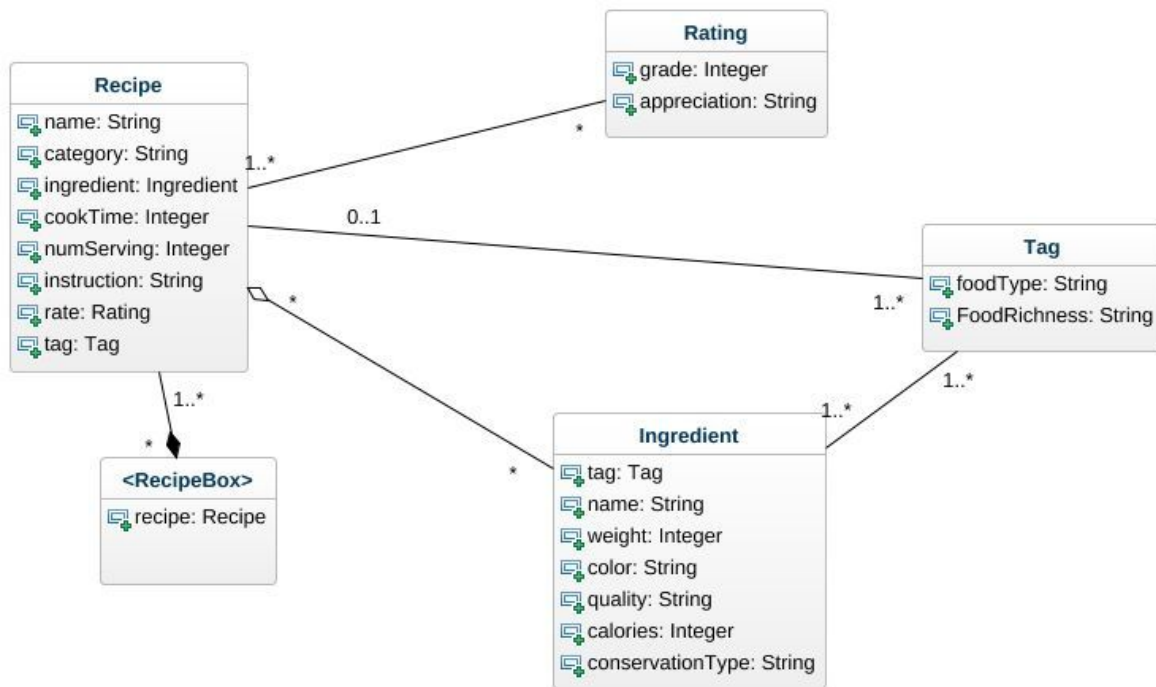 Recipe
name: String
category: String
ingredient: Ingredient
cookTime: Integer
numServing: Integer
instruction: String
rate: Rating
tag: Tag
Rating
grade: Integer
appreciation: String
1..*
*
0..1
1..*
Tag
foodType: String
FoodRichness: String
*
*
1..*
1..*
Ingredient
tag: Tag
name: String
weight: Integer
color: String
quality: String
calories: Integer
conservationType: String
1..*
*
<RecipeBox>
recipe: Recipe